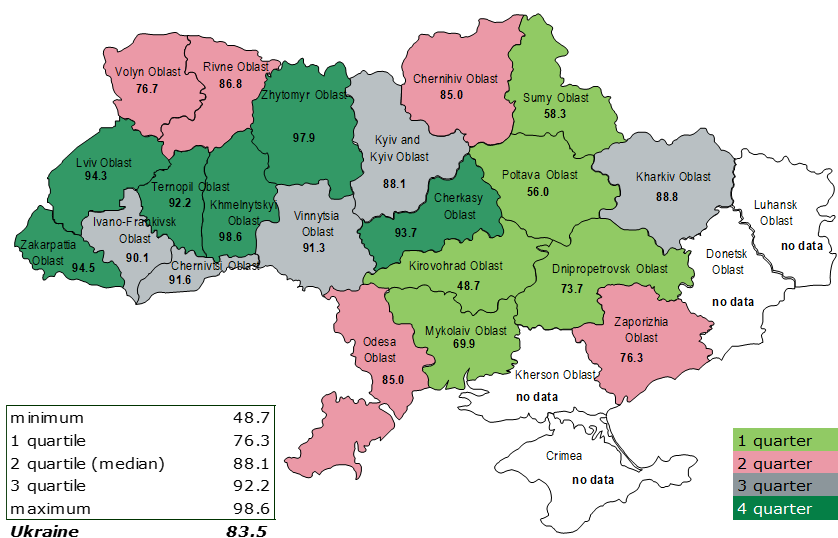 Volyn Oblast
76.7
Rivne Oblast
86.8
Zhytomyr Oblast
97.9
Chernihiv Oblast
85.0
Sumy Oblast
58.3
Kyiv and
Kyiv Oblast
88.1
Lviv Oblast
94.3
Ternopil Oblast
92.2
Khmelnytskyi
Oblast
98.6
Ivano-Frankivsk
Oblast
90.1
Zakarpattia
Oblast
94.5
Chernivtsi Oblast
91.6
Vinnytsia
Oblast
91.3
Cherkasy
Oblast
93.7
Poltava Oblast
56.0
Kharkiv Oblast
88.8
Luhansk
Oblast
no data
Donetsk
Oblast
no data
Kirovohrad Oblast
48.7
Dnipropetrovsk Oblast
73.7
Zaporizhia
Oblast
76.3
Odesa
Oblast
85.0
Mykolaiv Oblast
69.9
Kherson Oblast
no data
Crimea
no data
minimum 48.7
1 quartile 76.3
2 quartile (median) 88.1
3 quartile 92.2
maximum 98.6
Ukraine 83.5
1 quarter
2 quarter
3 quarter
4 quarter